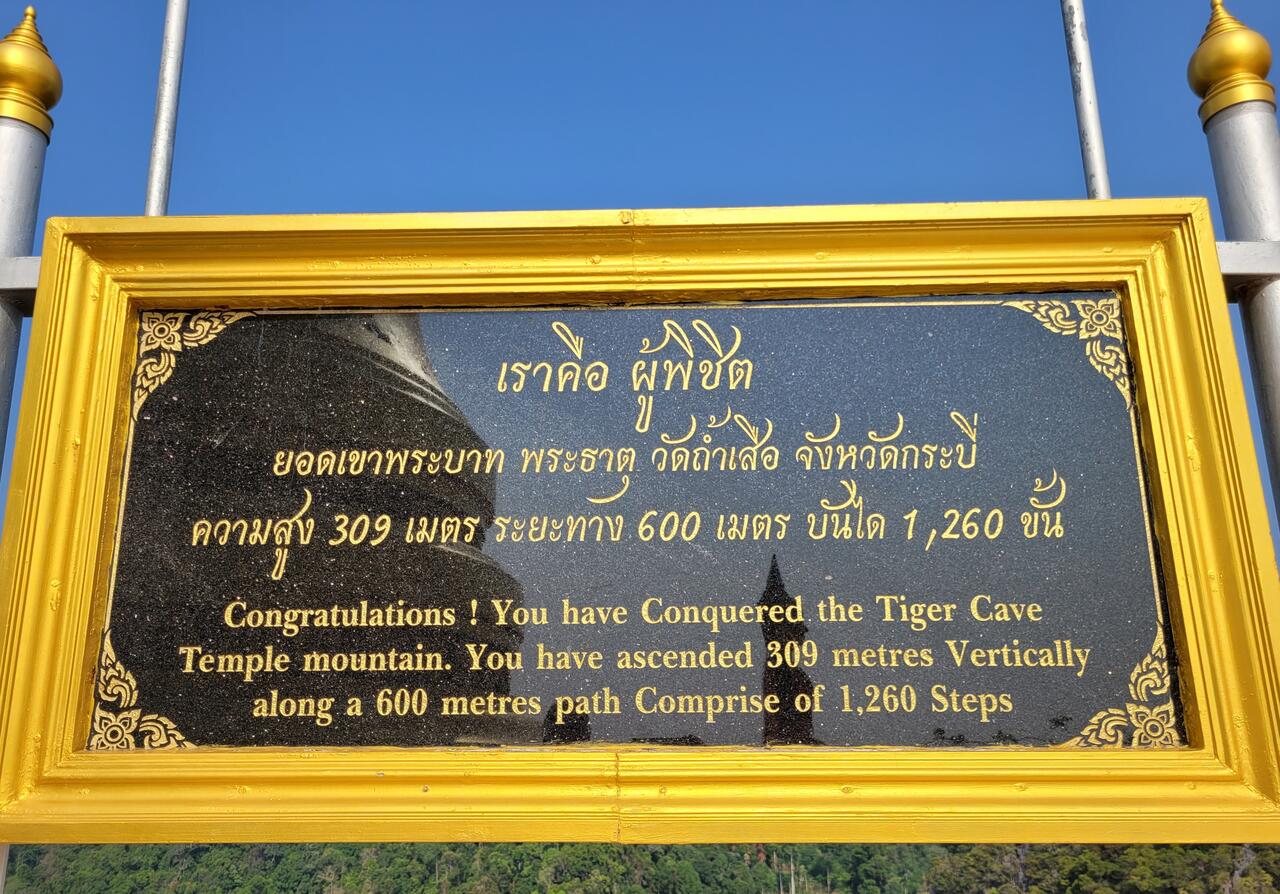 เราคือ ผู้พิชิต
ยอดเขาพระบาท พระธาตุ วัดถ้ำเสือ จังหวัดกระบี่
ความสูง 309 เมตร ระยะทาง 600 เมตร บันได 1,260 ขั้น
Congratulations ! You have Conquered the Tiger Cave
Temple mountain. You have ascended 309 metres Vertically
along a 600 metres path Comprise of 1,260 Steps